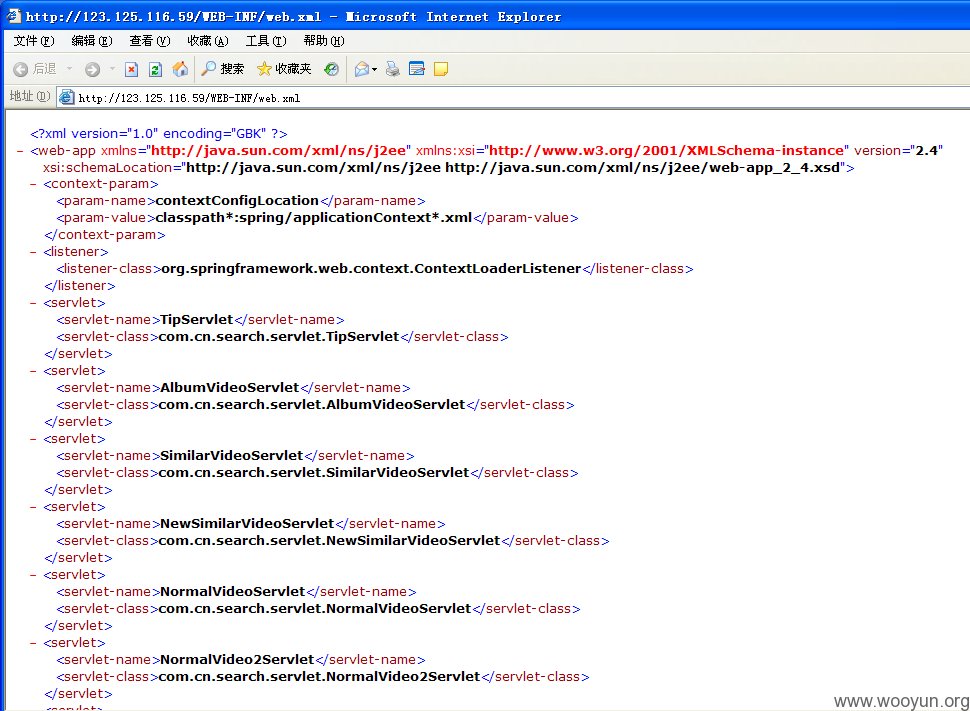 http://123.125.116.59/WEB-INF/web.xml - Microsoft Internet Explorer
文件(F) 编辑(E) 查看(V) 收藏(A) 工具(T) 帮助(H)
后退 搜索 收藏夹
地址(D) http://123.125.116.59/WEB-INF/web.xml
<?xml version="1.0" encoding="GBK" ?>
- <web-app xmlns="http://java.sun.com/xml/ns/j2ee" xmlns:xsi="http://www.w3.org/2001/XMLSchema-instance" version="2.4"
xsi:schemaLocation="http://java.sun.com/xml/ns/j2ee http://java.sun.com/xml/ns/j2ee/web-app_2_4.xsd">
- <context-param>
<param-name>contextConfigLocation</param-name>
<param-value>classpath*:spring/applicationContext*.xml</param-value>
</context-param>
- <listener>
<listener-class>org.springframework.web.context.ContextLoaderListener</listener-class>
</listener>
- <servlet>
<servlet-name>TipServlet</servlet-name>
<servlet-class>com.cn.search.servlet.TipServlet</servlet-class>
</servlet>
- <servlet>
<servlet-name>AlbumVideoServlet</servlet-name>
<servlet-class>com.cn.search.servlet.AlbumVideoServlet</servlet-class>
</servlet>
- <servlet>
<servlet-name>SimilarVideoServlet</servlet-name>
<servlet-class>com.cn.search.servlet.SimilarVideoServlet</servlet-class>
</servlet>
- <servlet>
<servlet-name>NewSimilarVideoServlet</servlet-name>
<servlet-class>com.cn.search.servlet.NewSimilarVideoServlet</servlet-class>
</servlet>
- <servlet>
<servlet-name>NormalVideoServlet</servlet-name>
<servlet-class>com.cn.search.servlet.NormalVideoServlet</servlet-class>
</servlet>
- <servlet>
<servlet-name>NormalVideo2Servlet</servlet-name>
<servlet-class>com.cn.search.servlet.NormalVideo2Servlet</servlet-class>
</servlet>
www.wooyun.org